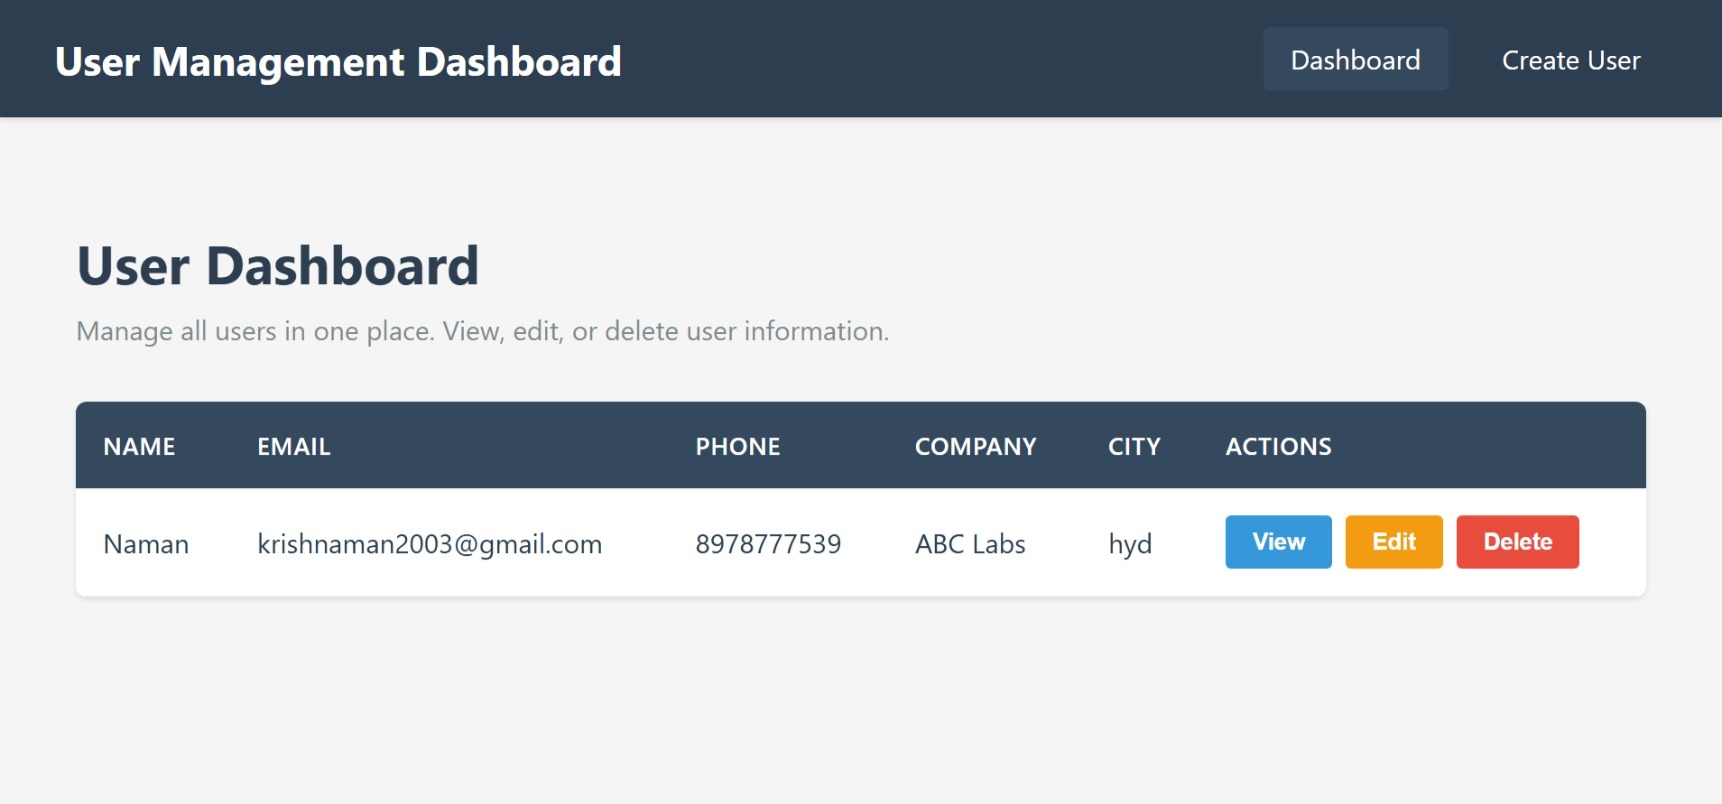 User Management Dashboard
Dashboard
Create User
User Dashboard
Manage all users in one place. View, edit, or delete user information.
NAME EMAIL PHONE COMPANY CITY ACTIONS
Naman krishnaman2003@gmail.com 8978777539 ABC Labs hyd View Edit Delete